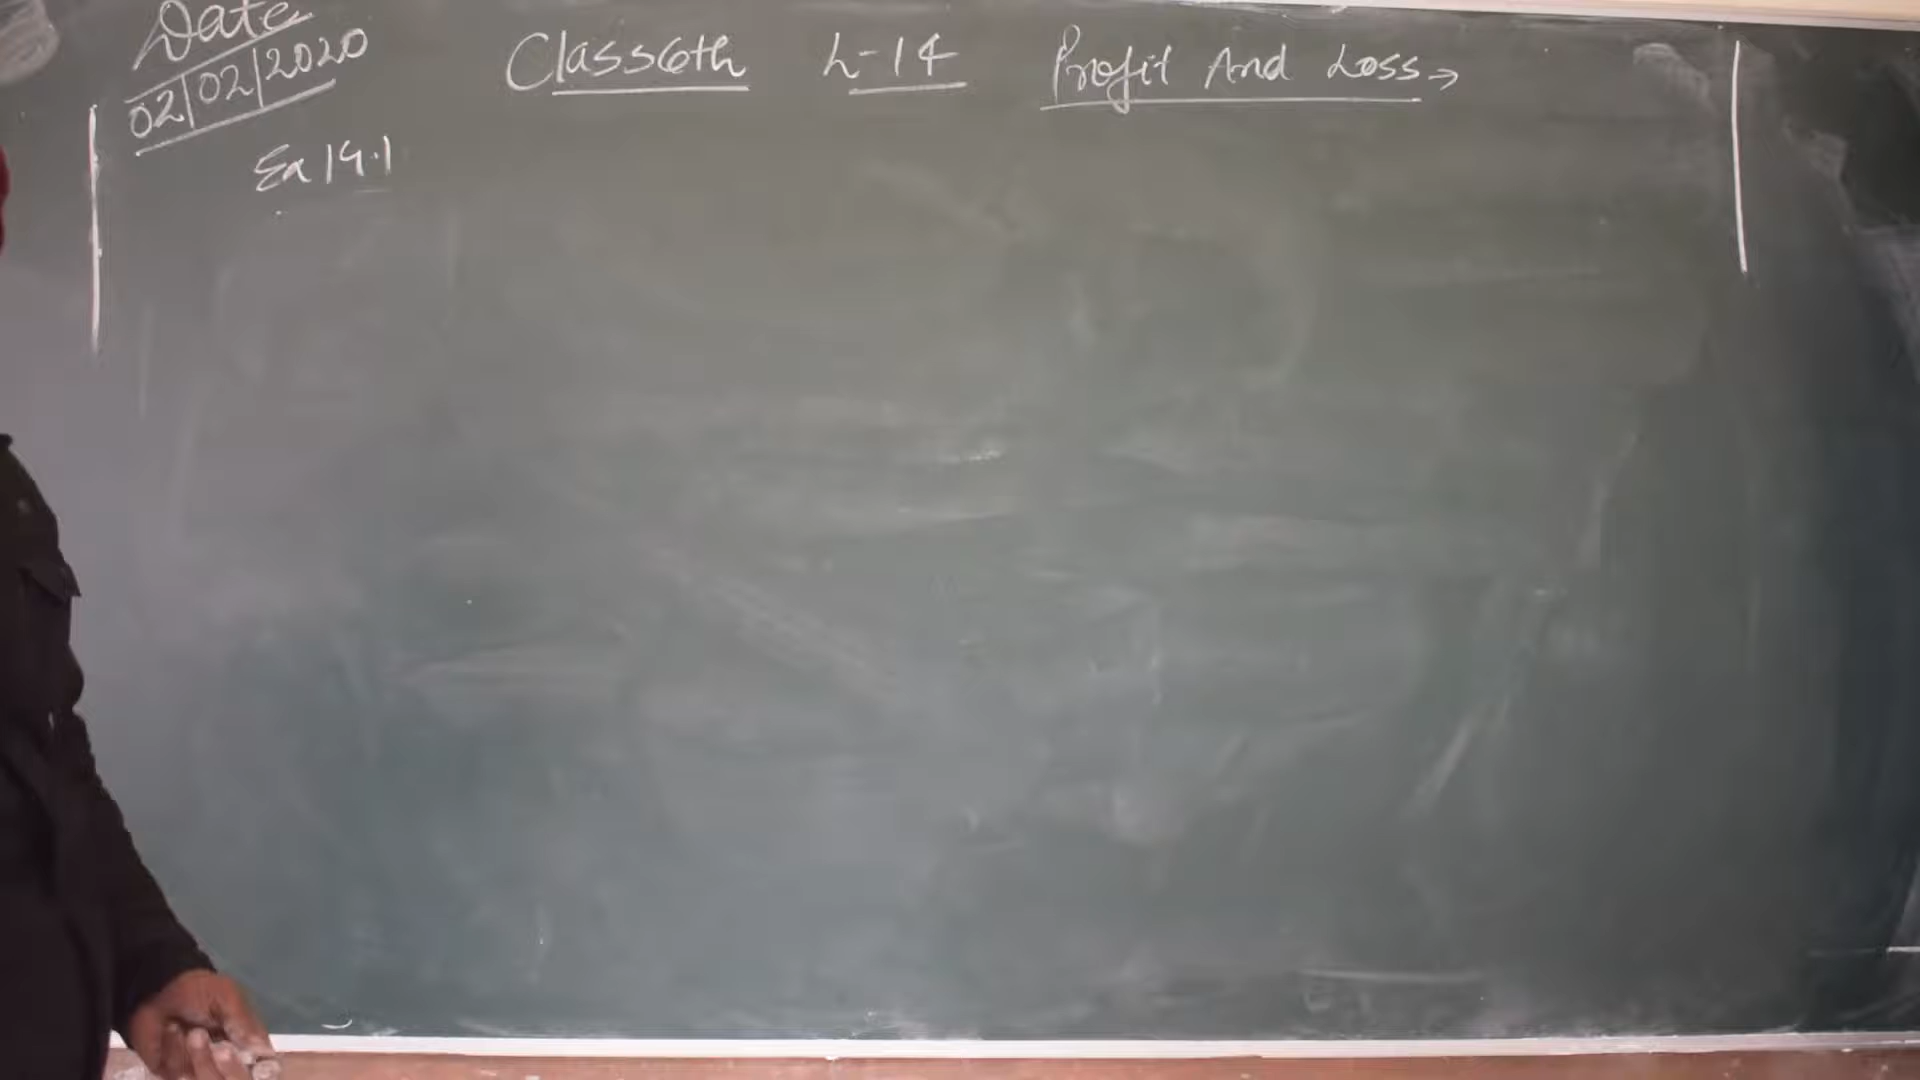 Date
02/02/2020
Class 6th L-14 Profit And Loss →
Ex 14.1